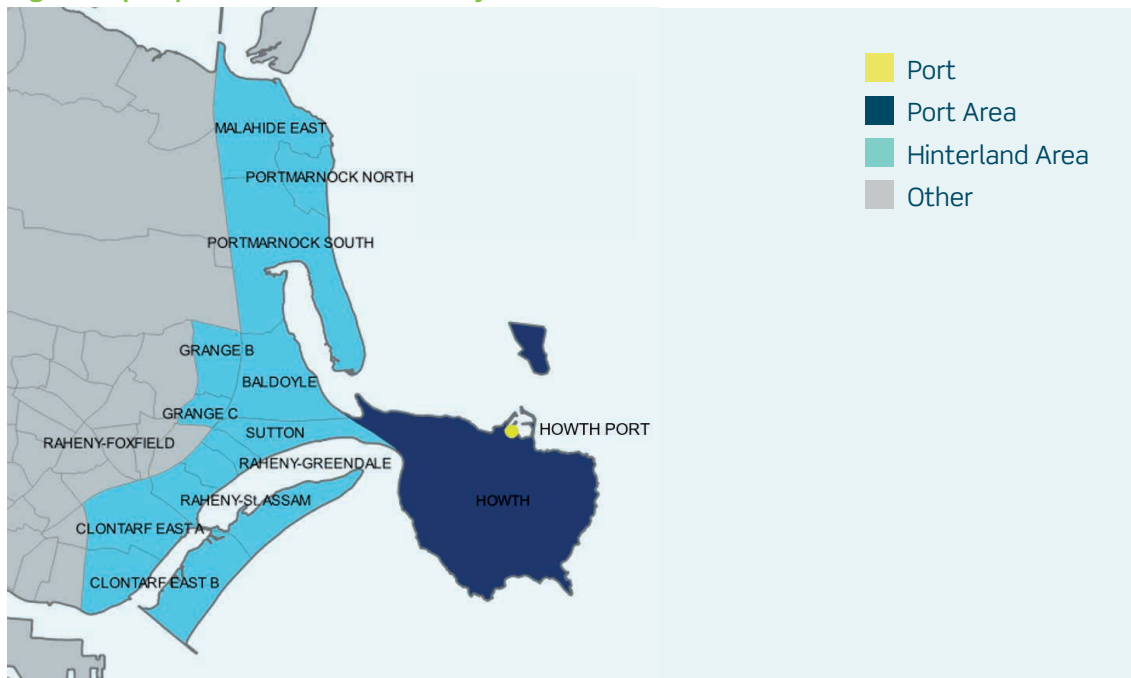 Port
Port Area
Hinterland Area
Other
MALAHIDE EAST
PORTMARNOCK NORTH
PORTMARNOCK SOUTH
GRANGE B
BALDOYLE
GRANGE C
SUTTON
HOWTH PORT
RAHENY-FOXFIELD
RAHENY-GREENDALE
RAHENY-St. ASSAM
HOWTH
CLONTARF EAST A
CLONTARF EAST B